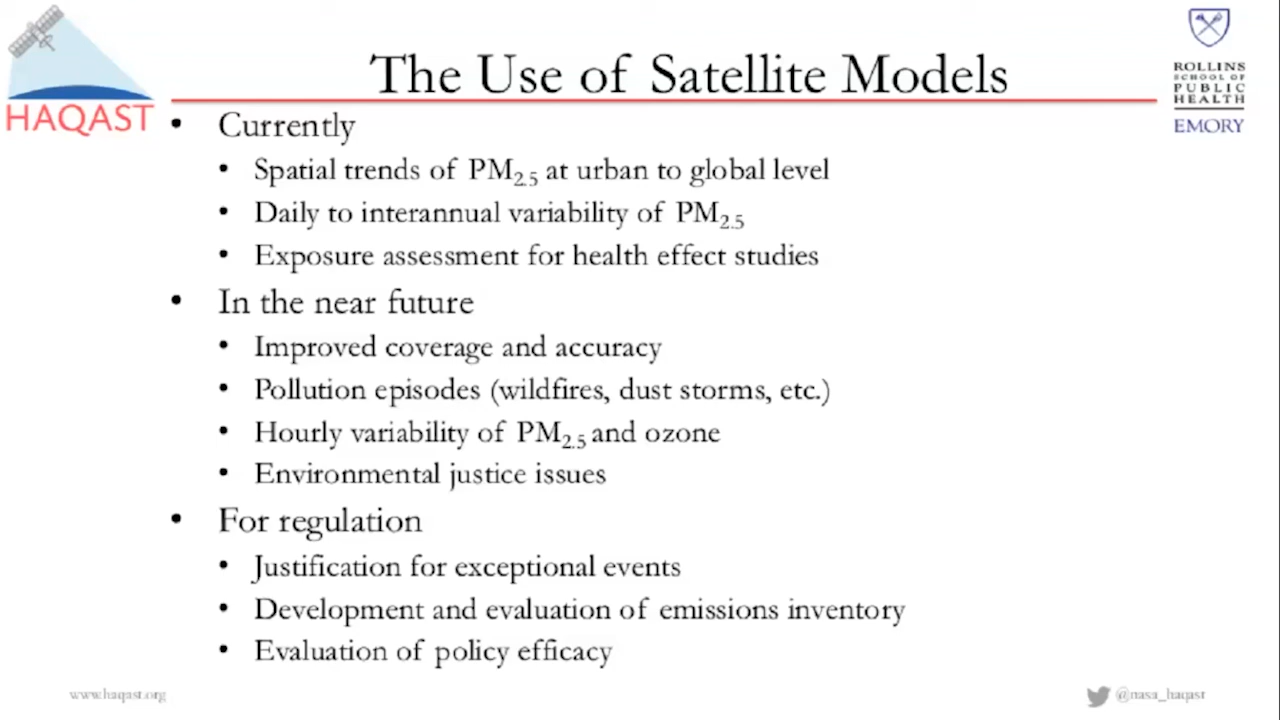 The Use of Satellite Models
HAQAST
ROLLINS
SCHOOL OF
PUBLIC
HEALTH
EMORY
• Currently
• Spatial trends of PM2.5 at urban to global level
• Daily to interannual variability of PM2.5
• Exposure assessment for health effect studies
• In the near future
• Improved coverage and accuracy
• Pollution episodes (wildfires, dust storms, etc.)
• Hourly variability of PM2.5 and ozone
• Environmental justice issues
• For regulation
• Justification for exceptional events
• Development and evaluation of emissions inventory
• Evaluation of policy efficacy
www.haqast.org
@nasa_haqast